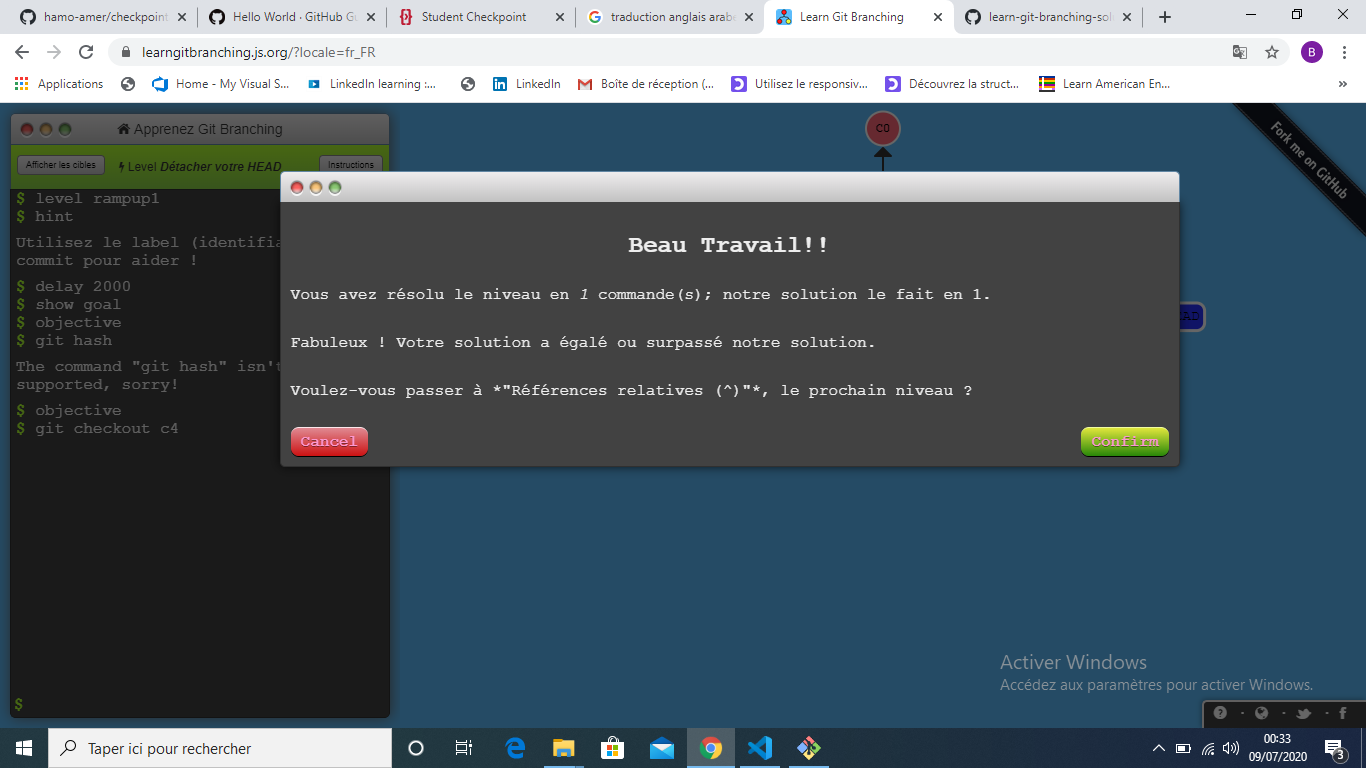 hamo-amer/checkpoint
Hello World · GitHub Gu
Student Checkpoint
traduction anglais arabe
Learn Git Branching
learn-git-branching-sol
learngitbranching.js.org/?locale=fr_FR
B
Applications
Home - My Visual S...
LinkedIn learning :...
LinkedIn
Boîte de réception (...
Utilisez le responsiv...
Découvrez la struct...
Learn American En...
»
Apprenez Git Branching
Afficher les cibles
Level Détacher votre HEAD
Instructions
$ level rampup1
$ hint
Utilisez le label (identifia
commit pour aider !
$ delay 2000
$ show goal
$ objective
$ git hash
The command "git hash" isn't
supported, sorry!
$ objective
$ git checkout c4
$
C0
Fork me on GitHub
Beau Travail!!
Vous avez résolu le niveau en 1 commande(s); notre solution le fait en 1.
Fabuleux ! Votre solution a égalé ou surpassé notre solution.
Voulez-vous passer à *"Références relatives (^)"*, le prochain niveau ?
Cancel
Confirm
AD
Activer Windows
Accédez aux paramètres pour activer Windows.
Taper ici pour rechercher
00:33
09/07/2020
3